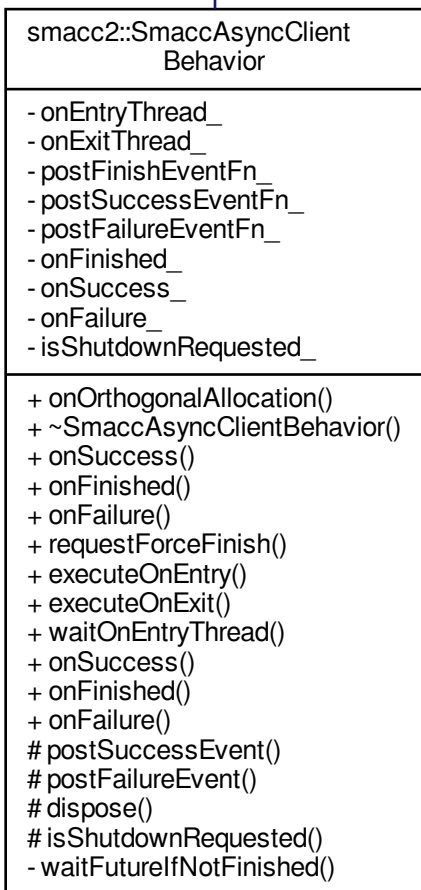 smacc2::SmaccAsyncClient
Behavior
- onEntryThread_
- onExitThread_
- postFinishEventFn_
- postSuccessEventFn_
- postFailureEventFn_
- onFinished_
- onSuccess_
- onFailure_
- isShutdownRequested_
+ onOrthogonalAllocation()
+ ~SmaccAsyncClientBehavior()
+ onSuccess()
+ onFinished()
+ onFailure()
+ requestForceFinish()
+ executeOnEntry()
+ executeOnExit()
+ waitOnEntryThread()
+ onSuccess()
+ onFinished()
+ onFailure()
# postSuccessEvent()
# postFailureEvent()
# dispose()
# isShutdownRequested()
- waitFutureIfNotFinished()